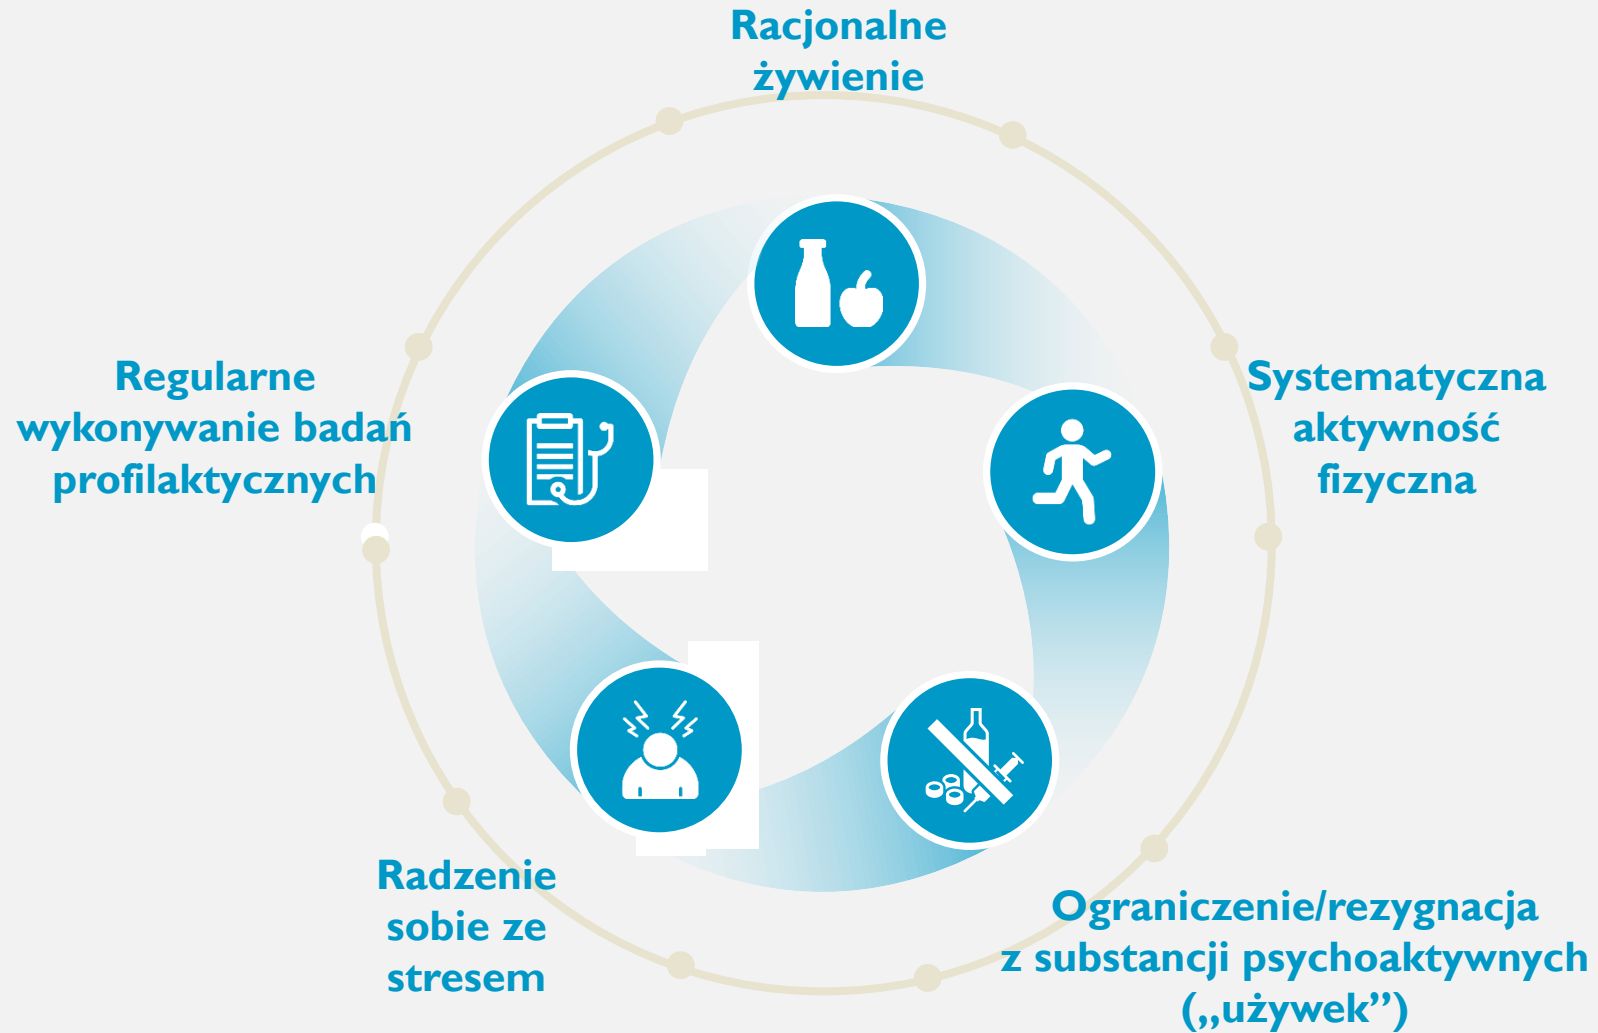 Racjonalne
żywienie
Systematyczna
aktywność
fizyczna
Ograniczenie/rezygnacja
z substancji psychoaktywnych
(„używek”)
Radzenie
sobie ze
stresem
Regularne
wykonywanie badań
profilaktycznych